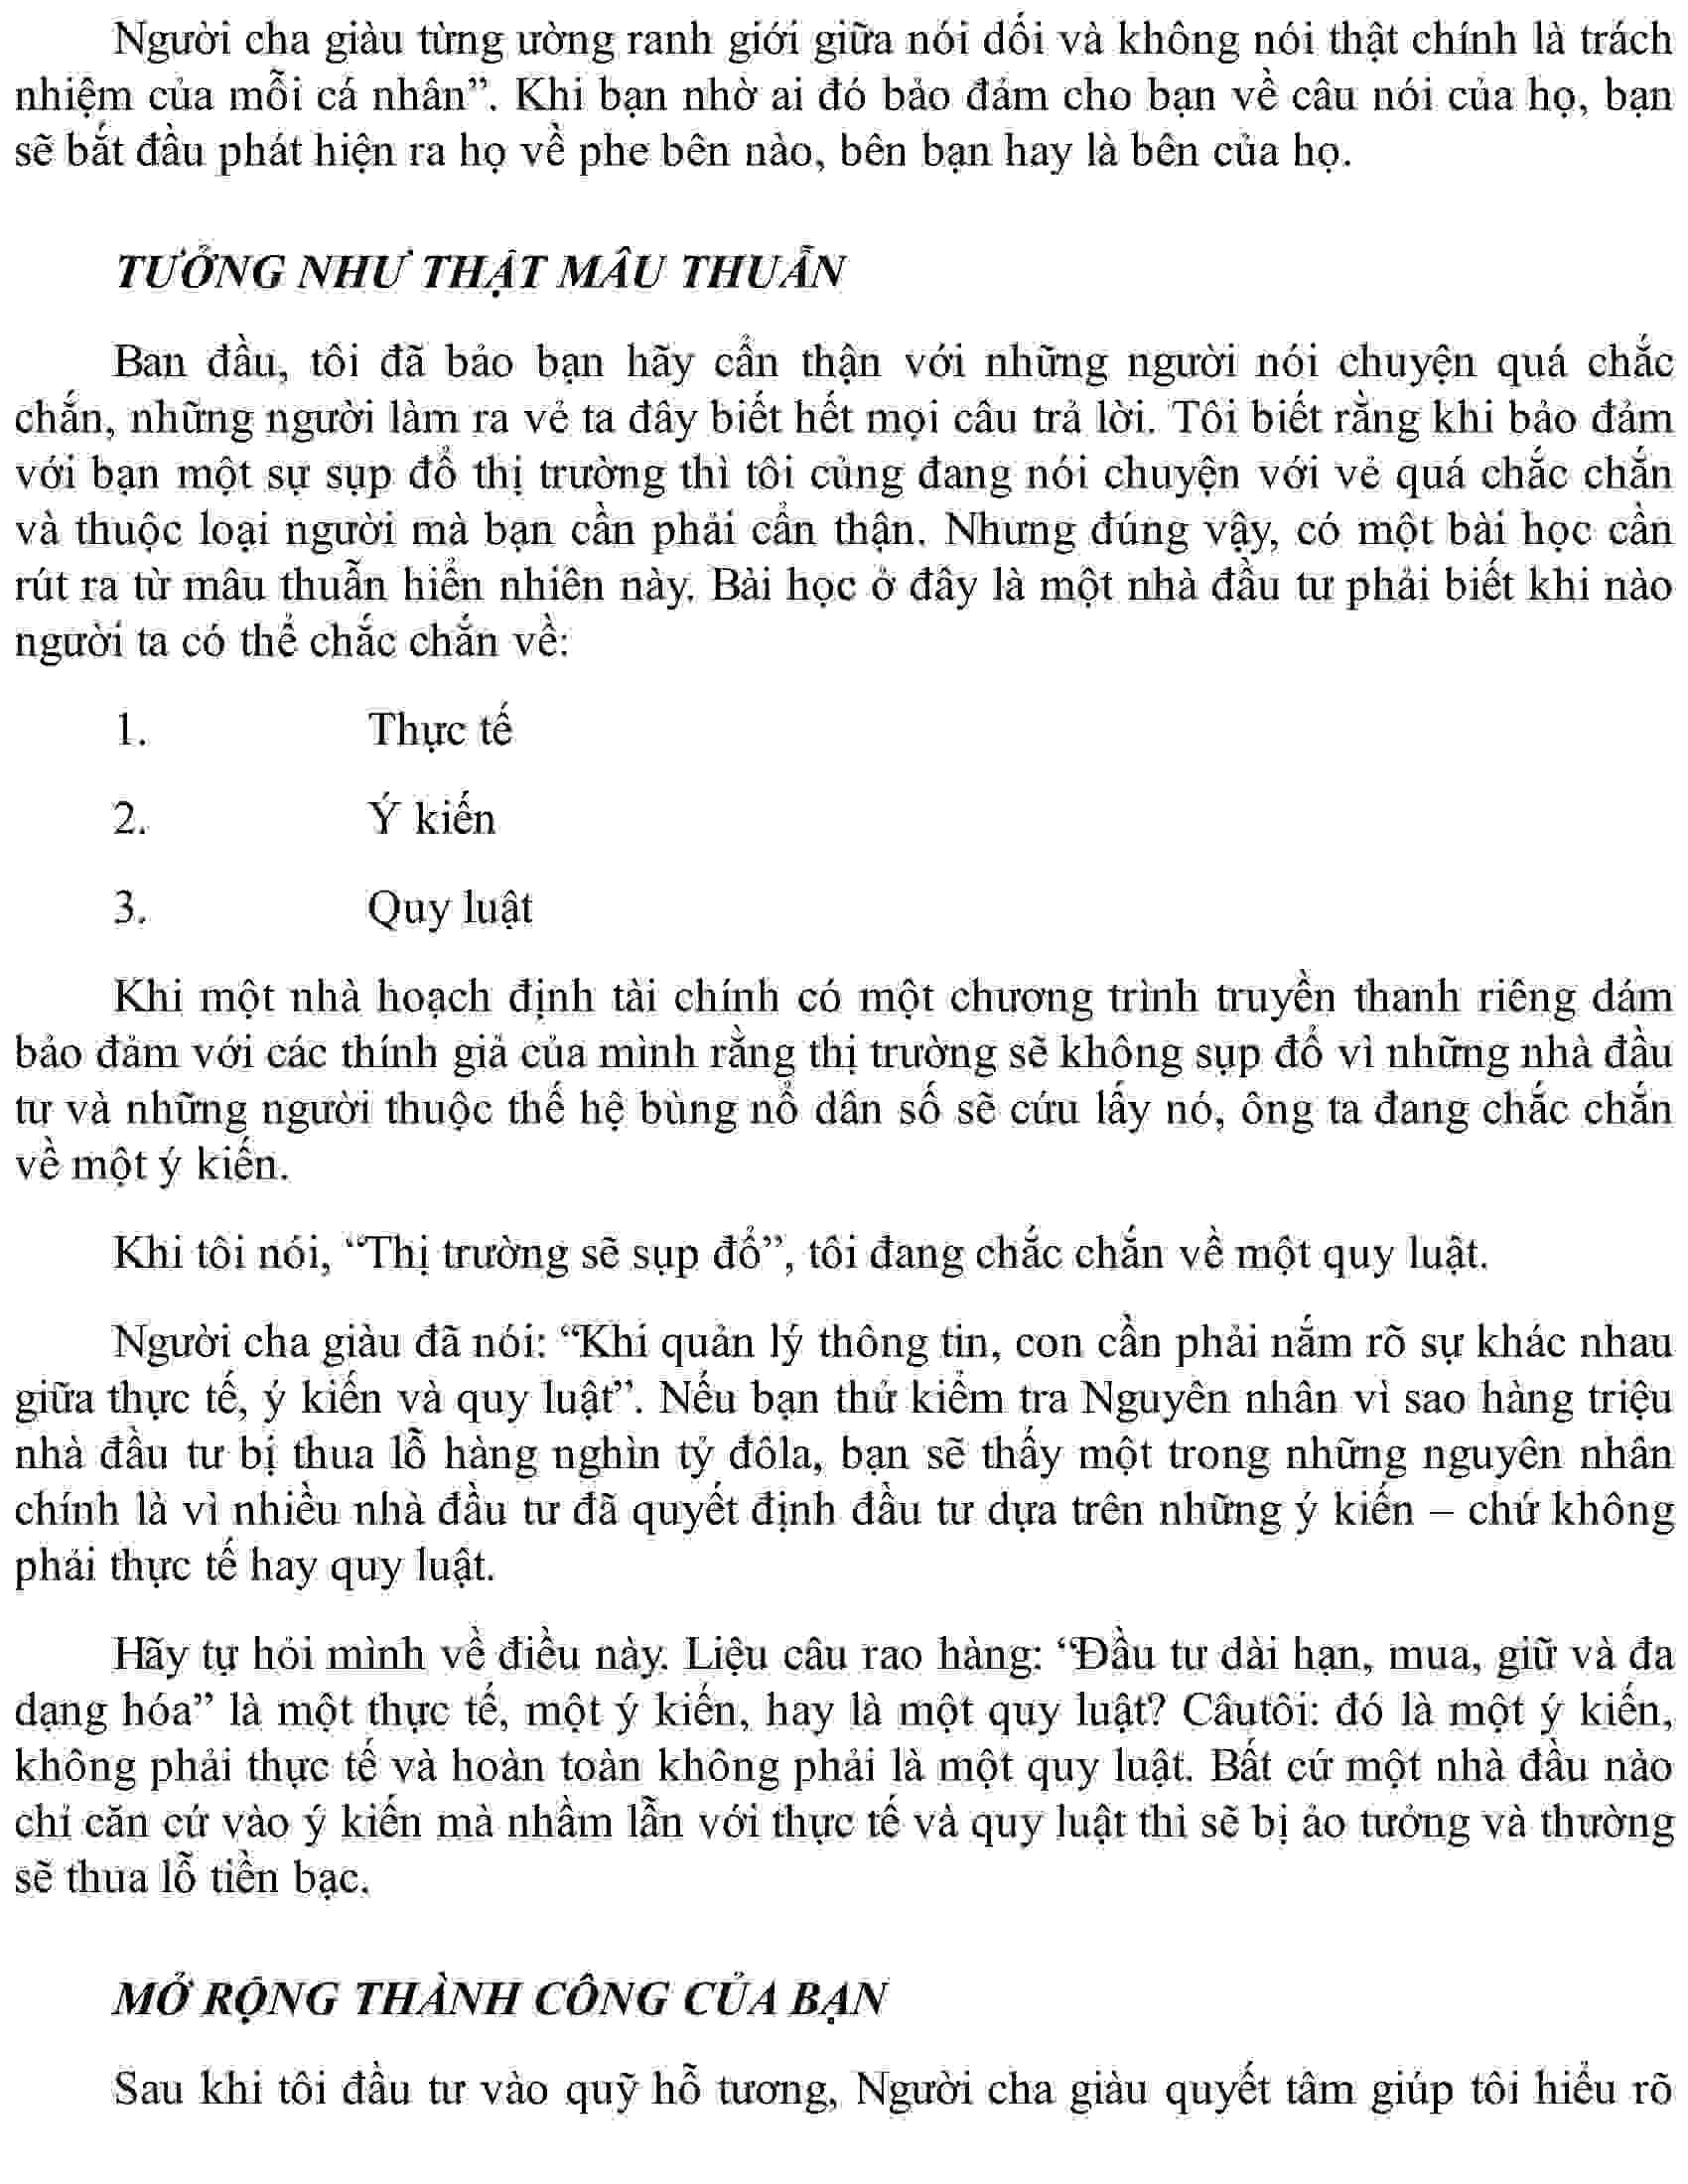 Người cha giàu từng ường ranh giới giữa nói dối và không nói thật chính là trách
nhiệm của mỗi cá nhân”. Khi bạn nhờ ai đó bảo đảm cho bạn về câu nói của họ, bạn
sẽ bắt đầu phát hiện ra họ về phe bên nào, bên bạn hay là bên của họ.
TƯỞNG NHƯ THẬT MÂU THUẪN
Ban đầu, tôi đã bảo bạn hãy cẩn thận với những người nói chuyện quá chắc
chắn, những người làm ra vẻ ta đây biết hết mọi câu trả lời. Tôi biết rằng khi bảo đảm
với bạn một sự sụp đổ thị trường thì tôi cũng đang nói chuyện với vẻ quá chắc chắn
và thuộc loại người mà bạn cần phải cẩn thận. Nhưng đúng vậy, có một bài học cần
rút ra từ mâu thuẫn hiển nhiên này. Bài học ở đây là một nhà đầu tư phải biết khi nào
người ta có thể chắc chắn về:
1. Thực tế
2. Ý kiến
3. Quy luật
Khi một nhà hoạch định tài chính có một chương trình truyền thanh riêng dám
bảo đảm với các thính giả của mình rằng thị trường sẽ không sụp đổ vì những nhà đầu
tư và những người thuộc thế hệ bùng nổ dân số sẽ cứu lấy nó, ông ta đang chắc chắn
về một ý kiến.
Khi tôi nói, “Thị trường sẽ sụp đổ”, tôi đang chắc chắn về một quy luật.
Người cha giàu đã nói: “Khi quản lý thông tin, con cần phải nắm rõ sự khác nhau
giữa thực tế, ý kiến và quy luật”. Nếu bạn thử kiểm tra Nguyên nhân vì sao hàng triệu
nhà đầu tư bị thua lỗ hàng nghìn tỷ đôla, bạn sẽ thấy một trong những nguyên nhân
chính là vì nhiều nhà đầu tư đã quyết định đầu tư dựa trên những ý kiến – chứ không
phải thực tế hay quy luật.
Hãy tự hỏi mình về điều này. Liệu câu rao hàng: “Đầu tư dài hạn, mua, giữ và đa
dạng hóa” là một thực tế, một ý kiến, hay là một quy luật? Câutôi: đó là một ý kiến,
không phải thực tế và hoàn toàn không phải là một quy luật. Bất cứ một nhà đầu nào
chỉ căn cứ vào ý kiến mà nhầm lẫn với thực tế và quy luật thì sẽ bị ảo tưởng và thường
sẽ thua lỗ tiền bạc.
MỞ RỘNG THÀNH CÔNG CỦA BẠN
Sau khi tôi đầu tư vào quỹ hỗ tương, Người cha giàu quyết tâm giúp tôi hiểu rõ